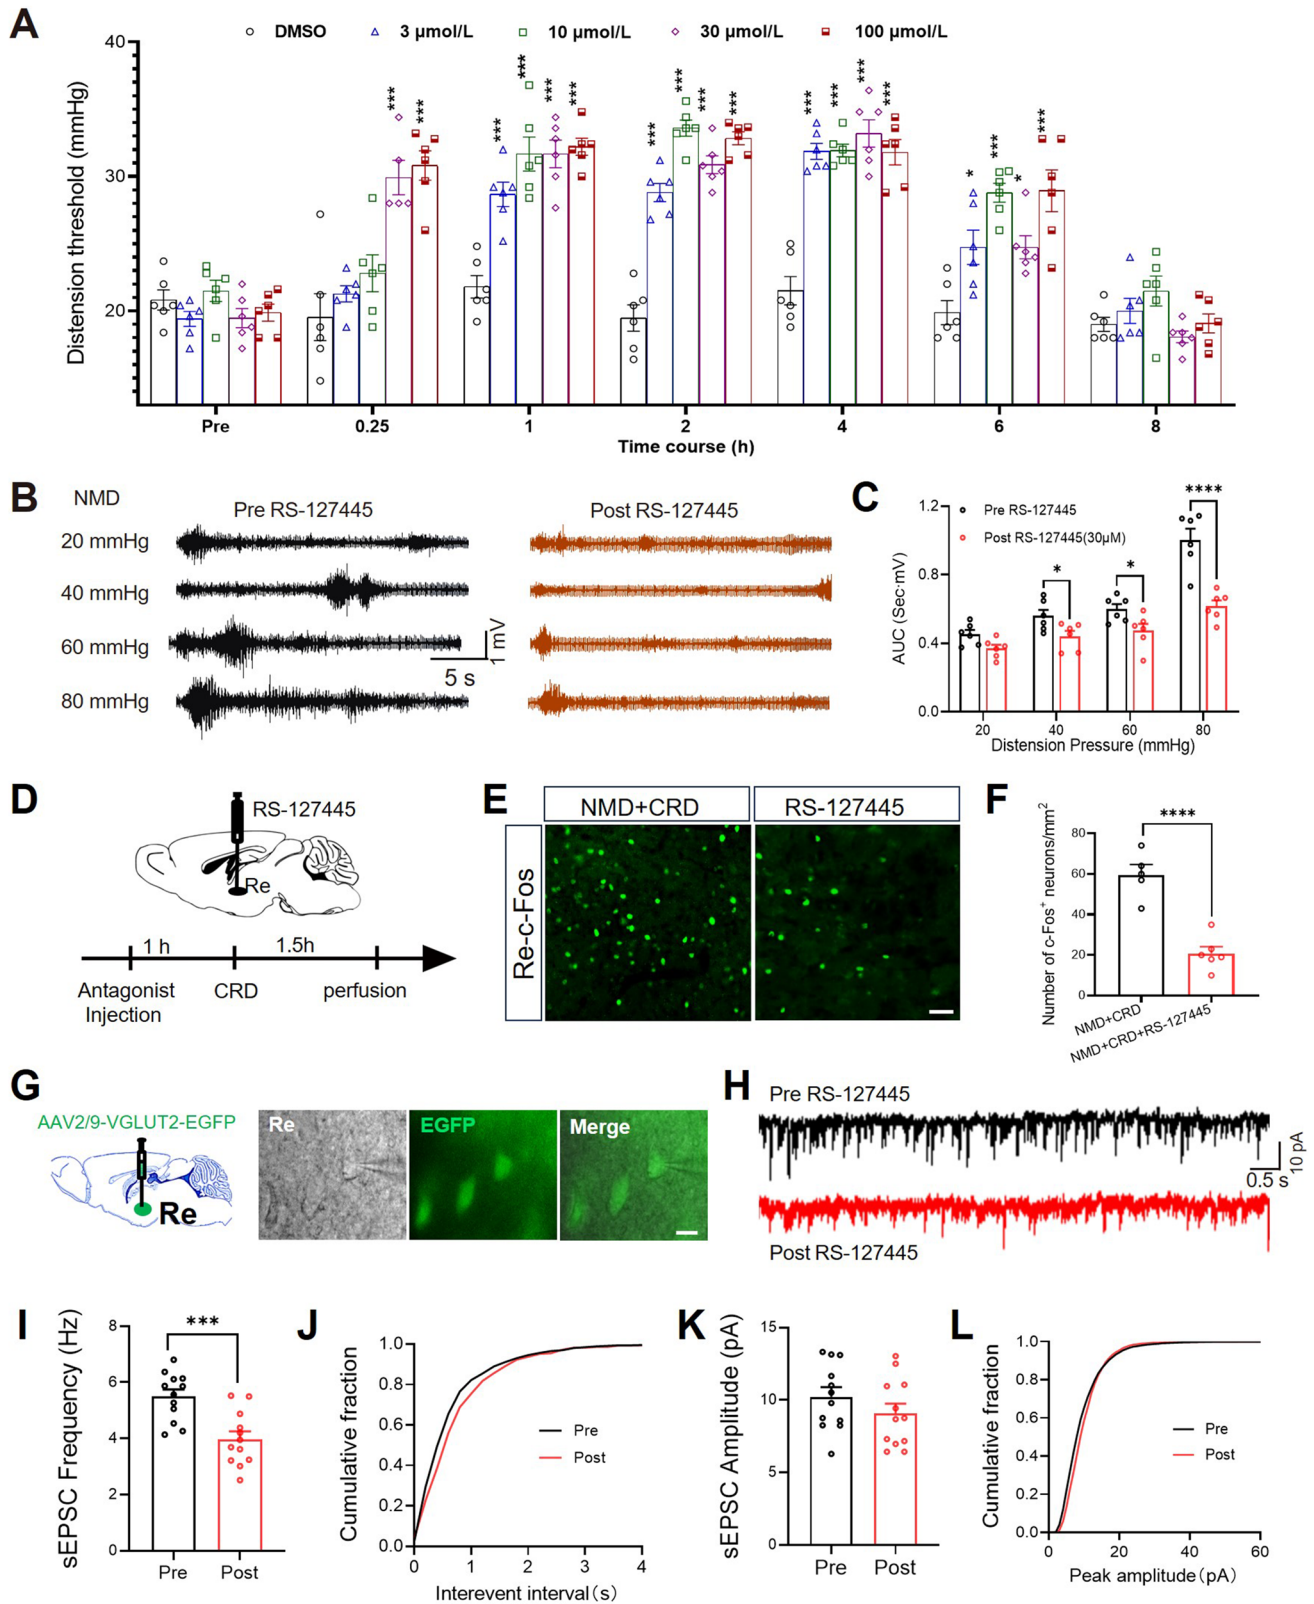 A
DMSO
3 µmol/L
10 µmol/L
30 µmol/L
100 µmol/L
Distension threshold (mmHg)
40
30
20
*** ***
*** *** *** ***
*** *** *** ***
*** *** *** ***
* *** * ***
Pre 0.25 1 2 4 6 8
Time course (h)
B
NMD
Pre RS-127445
Post RS-127445
20 mmHg
40 mmHg
60 mmHg
80 mmHg
1 mV
5 s
C
Pre RS-127445
Post RS-127445(30µM)
AUC (Sec·mV)
1.2
0.8
0.4
0.0
*
*
****
20 40 60 80
Distension Pressure (mmHg)
D
RS-127445
Re
1 h
1.5h
Antagonist
Injection
CRD
perfusion
E
NMD+CRD
RS-127445
Re-c-Fos
F
Number of c-Fos+ neurons/mm2
80
60
40
20
0
****
NMD+CRD
NMD+CRD+RS-127445
G
AAV2/9-VGLUT2-EGFP
Re
Re
EGFP
Merge
H
Pre RS-127445
10 pA
0.5 s
Post RS-127445
I
sEPSC Frequency (Hz)
8
6
4
2
0
***
Pre Post
J
Cumulative fraction
1.0
0.8
0.6
0.4
0.2
0.0
Pre
Post
0 1 2 3 4
Interevent interval(s)
K
sEPSC Amplitude (pA)
15
10
5
0
Pre Post
L
Cumulative fraction
1.0
0.8
0.6
0.4
0.2
0.0
Pre
Post
0 20 40 60
Peak amplitude(pA)